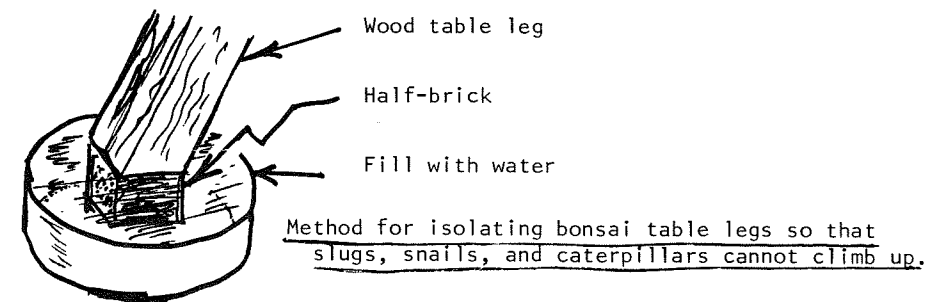 Wood table leg
Half-brick
Fill with water
Method for isolating bonsai table legs so that
slugs, snails, and caterpillars cannot climb up.